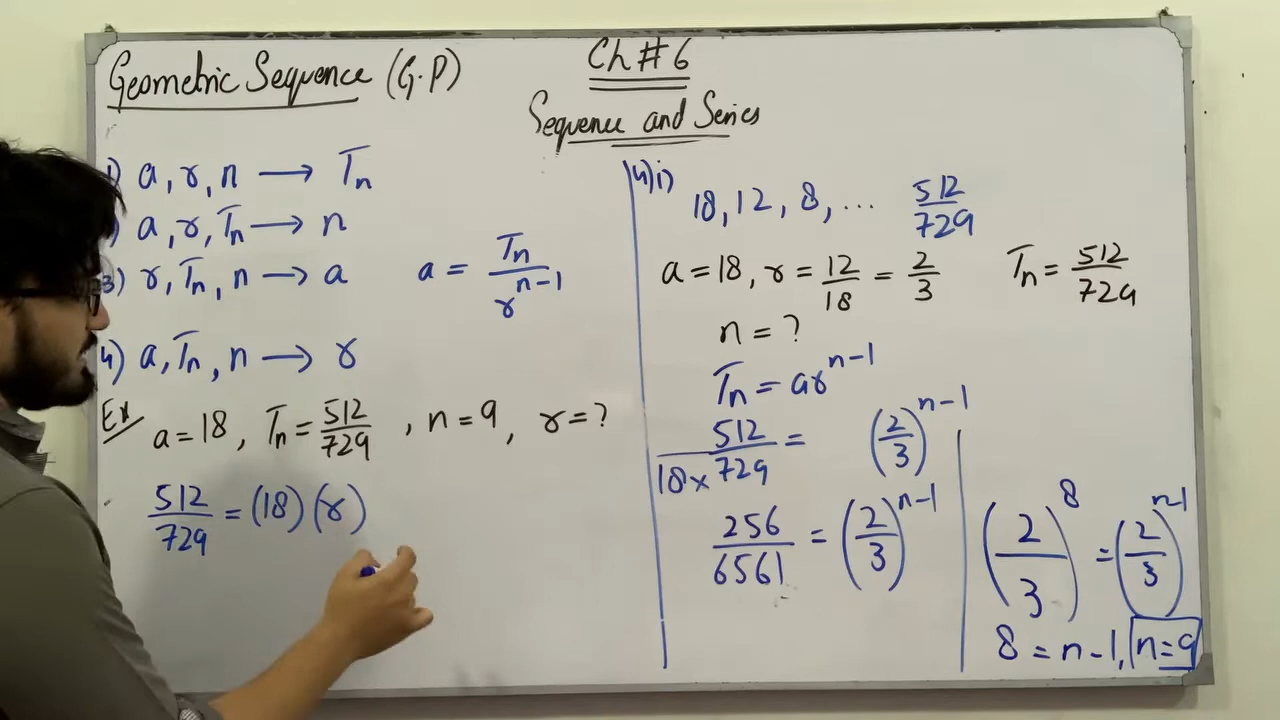 Ch # 6
Sequence and Series
Geometric Sequence (G.P)
1) a, r, n → Tn
) a, r, Tn → n
3) r, Tn, n → a    a = Tn / r^(n-1)
4) a, Tn, n → r
Ex a = 18, Tn = 512/729, n = 9, r = ?
512/729 = (18)(r)
4) i) 18, 12, 8, ... 512/729
a = 18, r = 12/18 = 2/3    Tn = 512/729
n = ?
Tn = ar^(n-1)
512/(18×729) = (2/3)^(n-1)
256/6561 = (2/3)^(n-1)
(2/3)^8 = (2/3)^(n-1)
8 = n-1, n=9